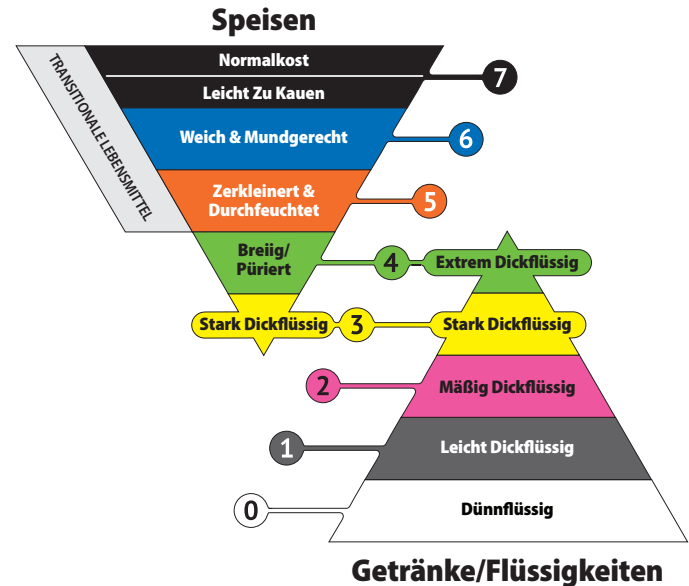 Speisen
Normalkost
Leicht Zu Kauen
7
TRANSITIONALE LEBENSMITTEL
Weich & Mundgerecht
6
Zerkleinert &
Durchfeuchtet
5
Breiig/
Püriert
4
Extrem Dickflüssig
Stark Dickflüssig
3
Stark Dickflüssig
2
Mäßig Dickflüssig
1
Leicht Dickflüssig
0
Dünnflüssig
Getränke/Flüssigkeiten